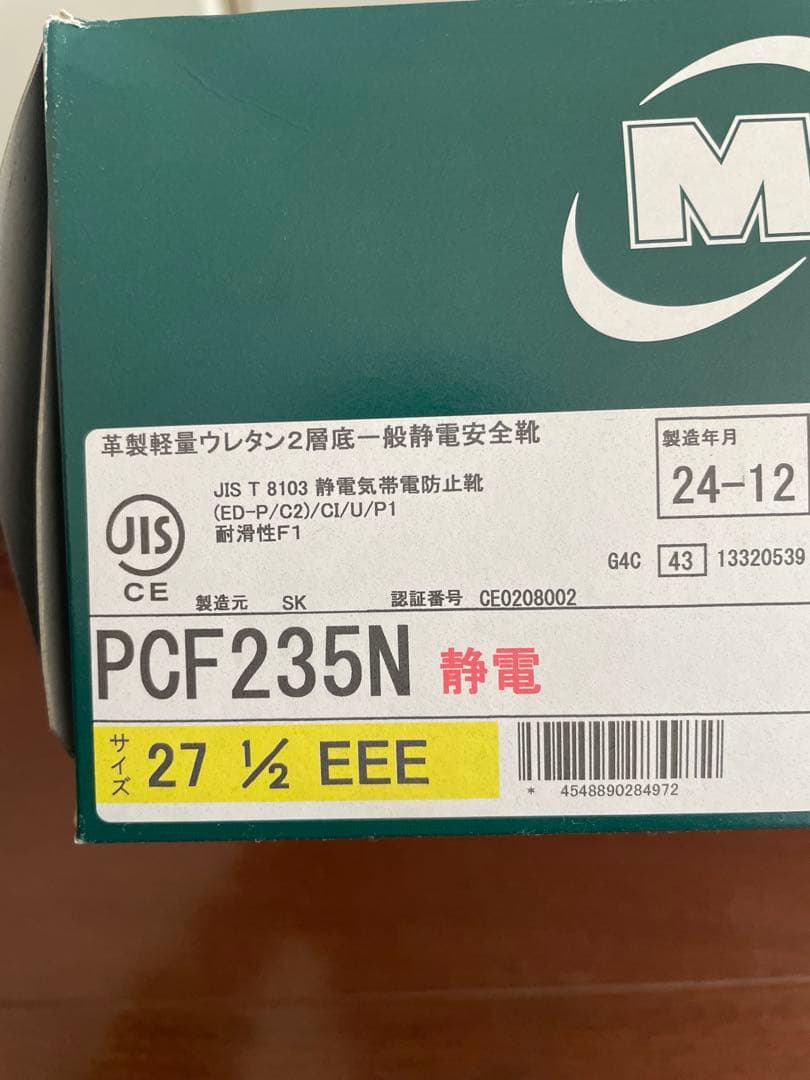 M
革製軽量ウレタン2層底一般静電安全靴
製造年月
24-12
JIS
CE
JIS T 8103 静電気帯電防止靴
(ED-P/C2)/CI/U/P1
耐滑性F1
G4C 43 13320539
製造元 SK 認証番号 CE0208002
PCF235N 静電
サイズ 27 ½ EEE
* 4548890284972